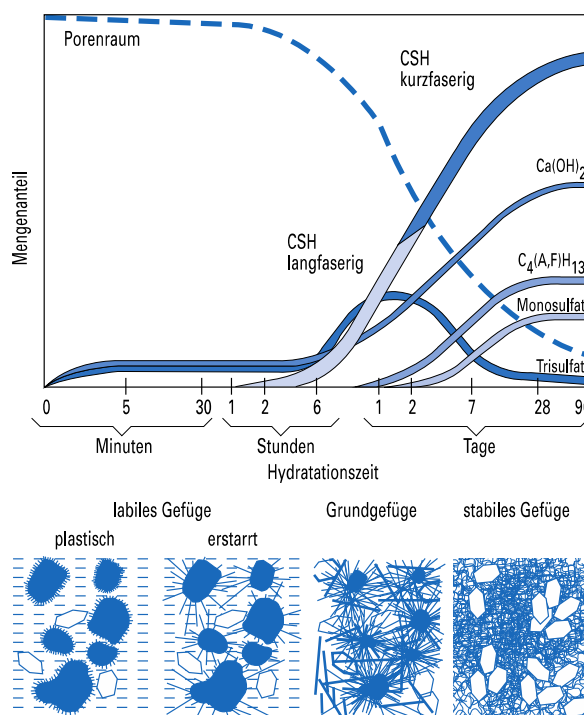 Porenraum
CSH
kurzfaserig
Ca(OH)2
Mengenanteil
CSH
langfaserig
C4(A,F)H13
Monosulfat
Trisulfat
0 5 30 1 2 6 1 2 7 28 90
Minuten Stunden Tage
Hydratationszeit
labiles Gefüge Grundgefüge stabiles Gefüge
plastisch erstarrt